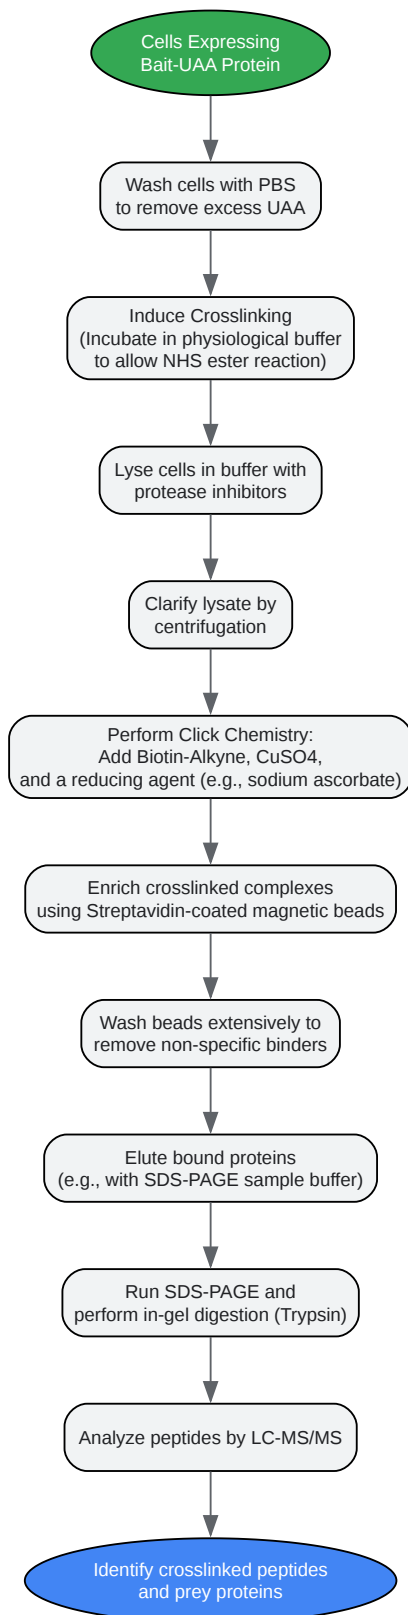 Cells Expressing
Bait-UAA Protein
Wash cells with PBS
to remove excess UAA
Induce Crosslinking
(Incubate in physiological buffer
to allow NHS ester reaction)
Lyse cells in buffer with
protease inhibitors
Clarify lysate by
centrifugation
Perform Click Chemistry:
Add Biotin-Alkyne, CuSO4,
and a reducing agent (e.g., sodium ascorbate)
Enrich crosslinked complexes
using Streptavidin-coated magnetic beads
Wash beads extensively to
remove non-specific binders
Elute bound proteins
(e.g., with SDS-PAGE sample buffer)
Run SDS-PAGE and
perform in-gel digestion (Trypsin)
Analyze peptides by LC-MS/MS
Identify crosslinked peptides
and prey proteins